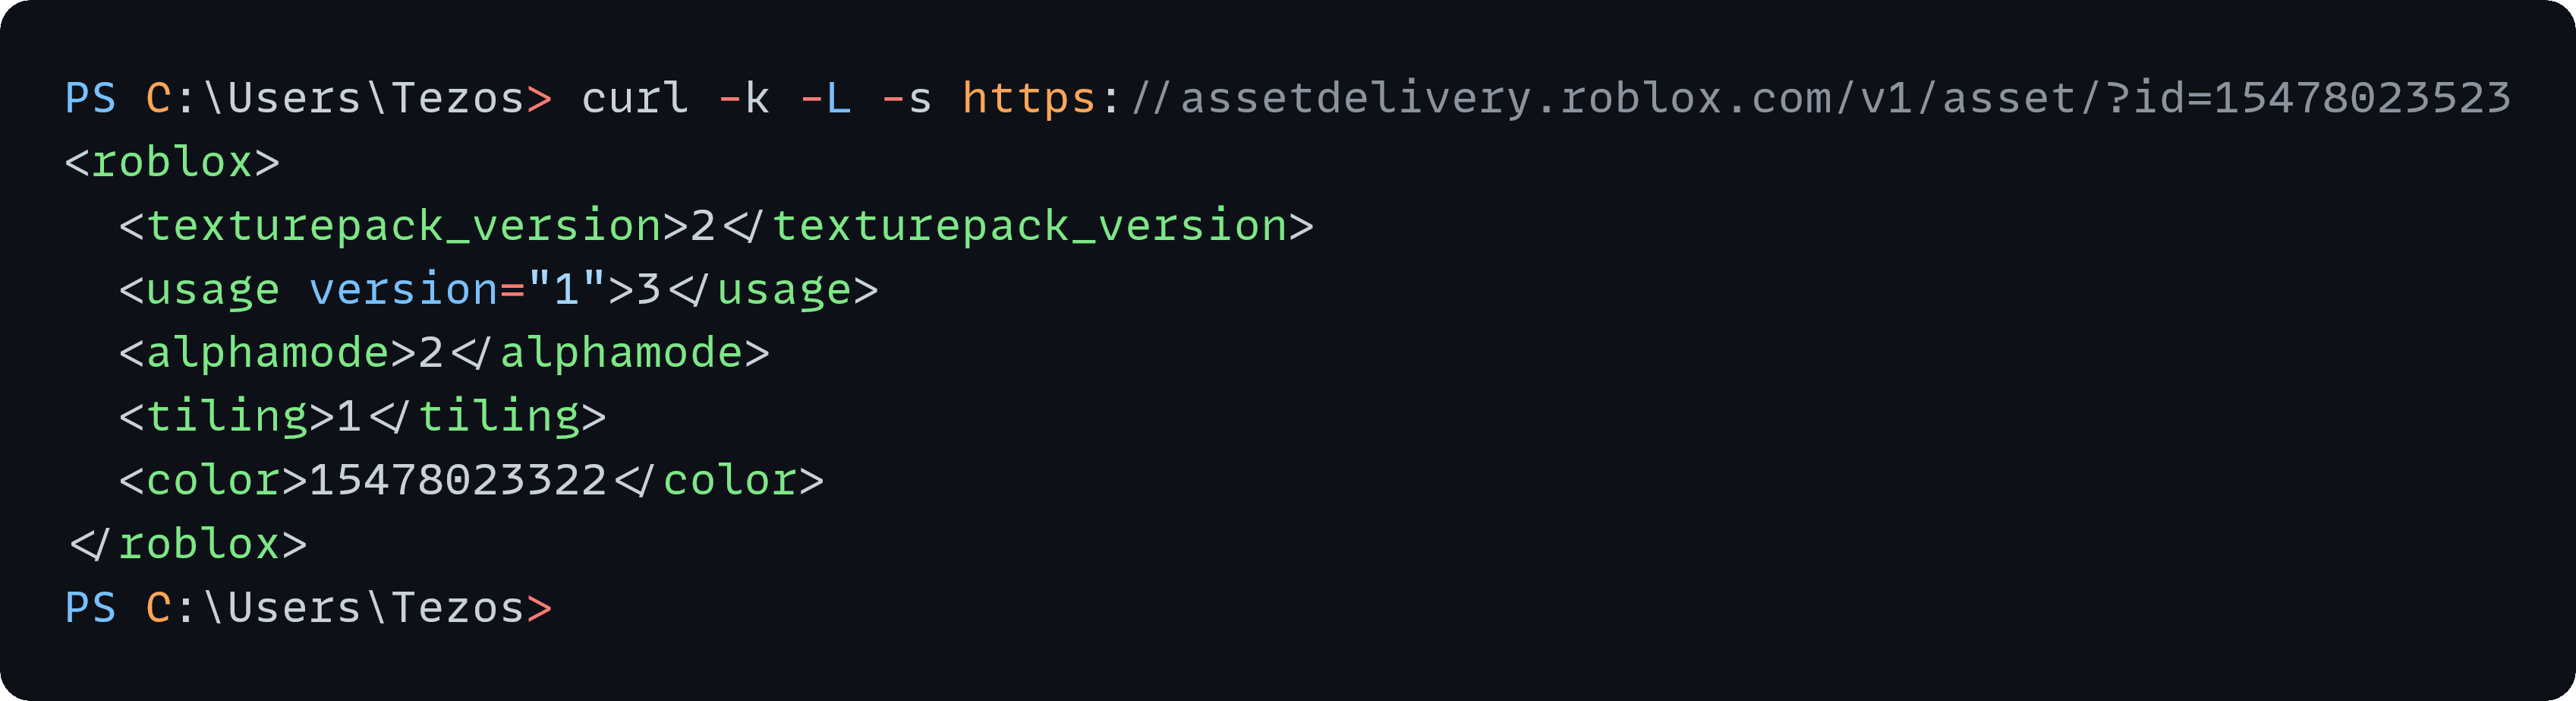 PS C:\Users\Tezos> curl -k -L -s https://assetdelivery.roblox.com/v1/asset/?id=15478023523
<roblox>
  <texturepack_version>2</texturepack_version>
  <usage version="1">3</usage>
  <alphamode>2</alphamode>
  <tiling>1</tiling>
  <color>15478023322</color>
</roblox>
PS C:\Users\Tezos>